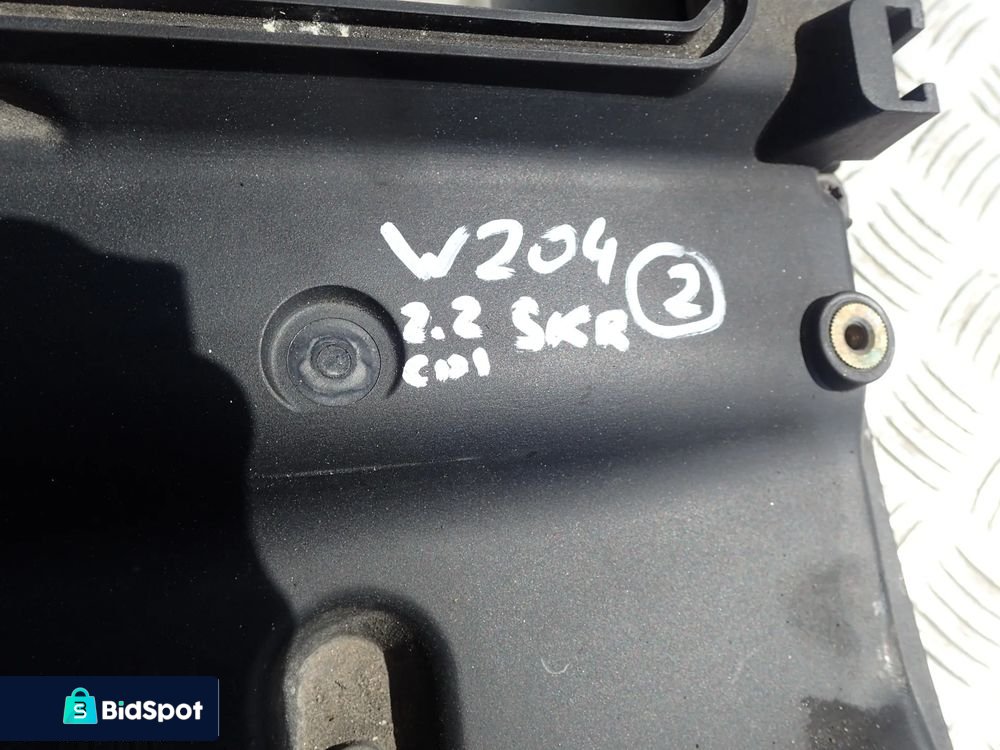 W204
2
2.2 SKR
CDI
BidSpot